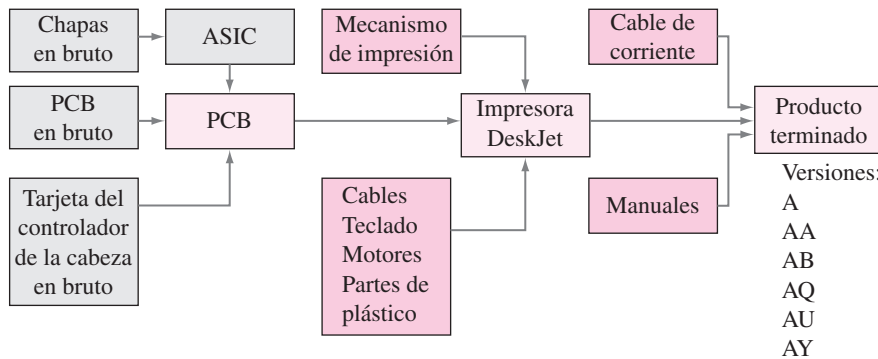 Chapas
en bruto
ASIC
Mecanismo
de impresión
Cable de
corriente
PCB
en bruto
PCB
Impresora
DeskJet
Producto
terminado
Tarjeta del
controlador
de la cabeza
en bruto
Cables
Teclado
Motores
Partes de
plástico
Manuales
Versiones:
A
AA
AB
AQ
AU
AY